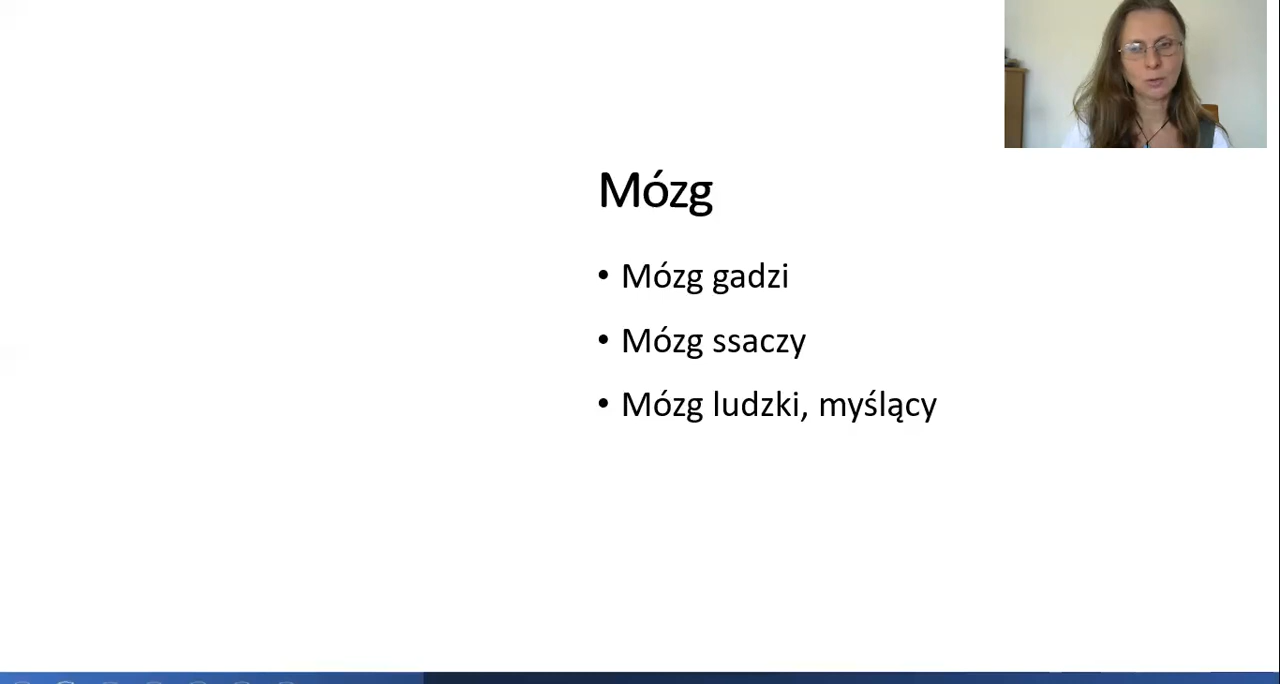 Mózg
• Mózg gadzi
• Mózg ssaczy
• Mózg ludzki, myślący